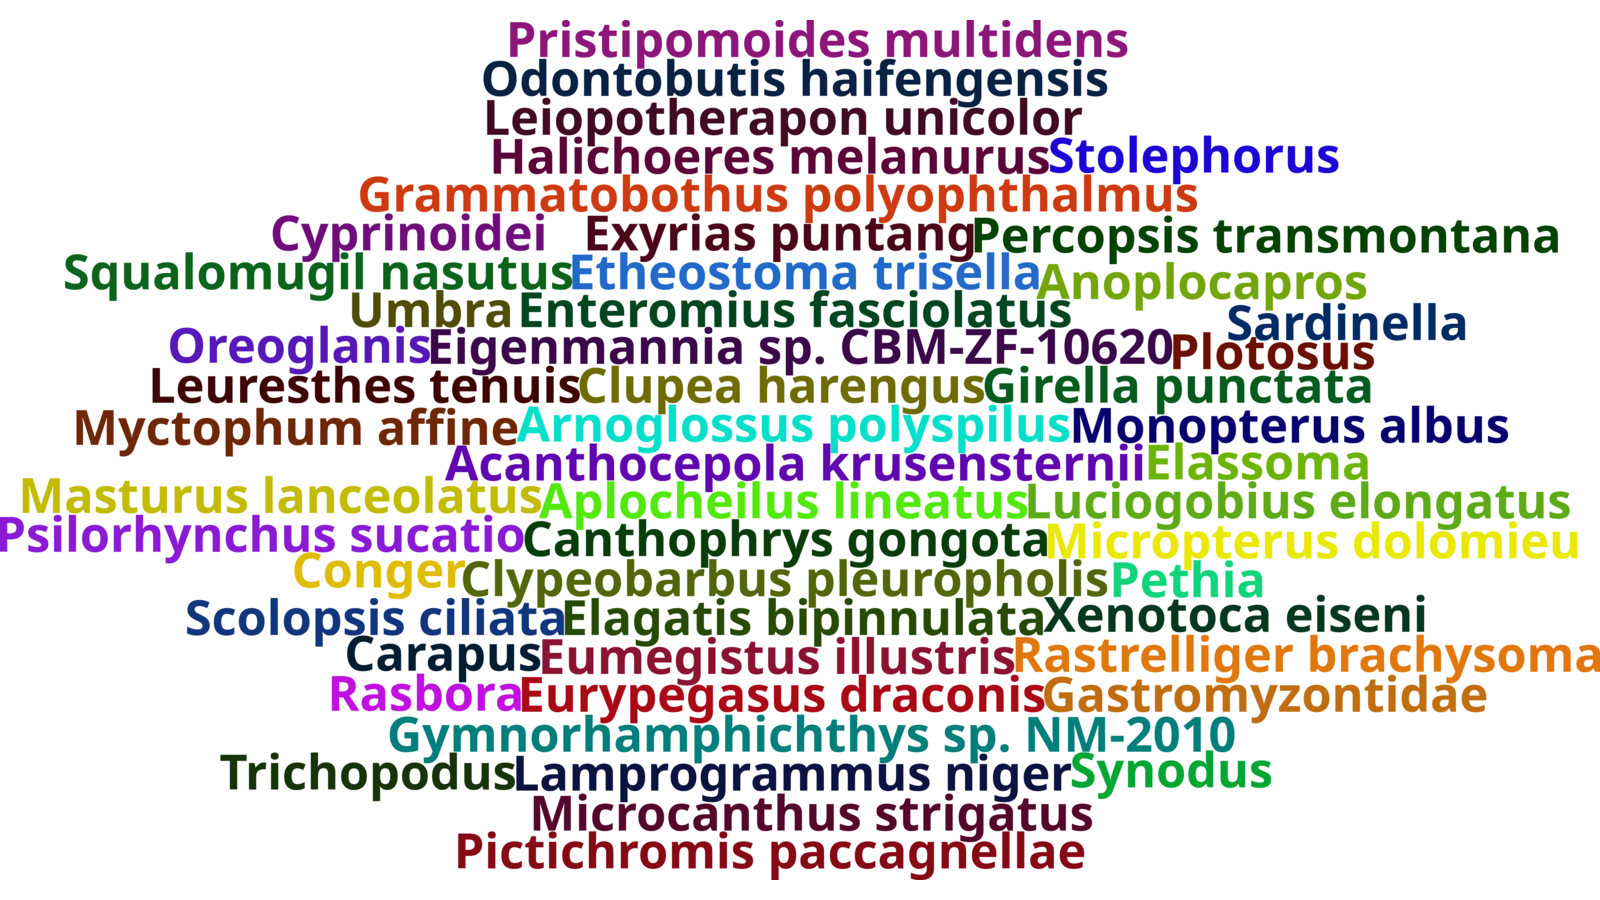 Pristipomoides multidens
Odontobutis haifengensis
Leiopotherapon unicolor
Halichoeres melanurus Stolephorus
Grammatobothus polyophthalmus
Cyprinoidei Exyrias puntang Percopsis transmontana
Squalomugil nasutus Etheostoma trisella Anoplocapros
Umbra Enteromius fasciolatus Sardinella
Oreoglanis Eigenmannia sp. CBM-ZF-10620 Plotosus
Leuresthes tenuis Clupea harengus Girella punctata
Myctophum affine Arnoglossus polyspilus Monopterus albus
Acanthocepola krusensternii Elassoma
Masturus lanceolatus Aplocheilus lineatus Luciogobius elongatus
Psilorhynchus sucatio Canthophrys gongota Micropterus dolomieu
Conger Clypeobarbus pleuropholis Pethia
Scolopsis ciliata Elagatis bipinnulata Xenotoca eiseni
Carapus Eumegistus illustris Rastrelliger brachysoma
Rasbora Eurypegasus draconis Gastromyzontidae
Gymnorhamphichthys sp. NM-2010
Trichopodus Lamprogrammus niger Synodus
Microcanthus strigatus
Pictichromis paccagnellae